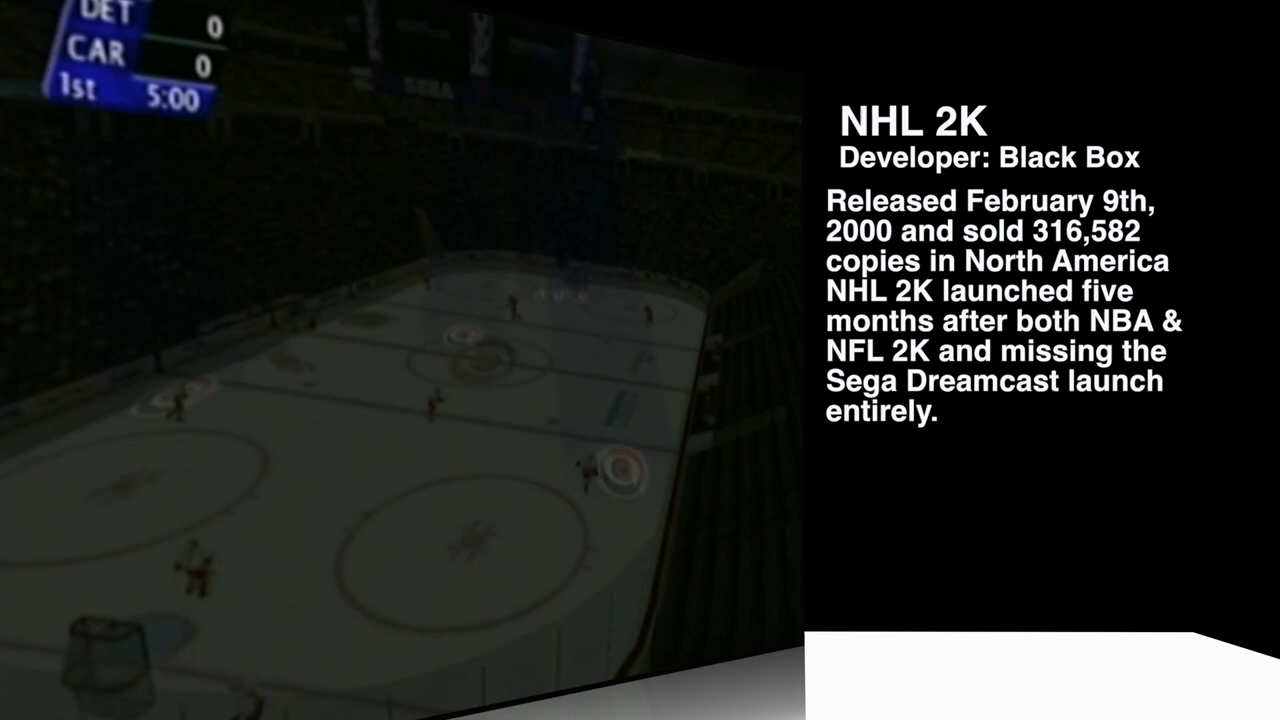 DET 0
CAR 0
1st 5:00
SEGA
NHL 2K
Developer: Black Box
Released February 9th,
2000 and sold 316,582
copies in North America
NHL 2K launched five
months after both NBA &
NFL 2K and missing the
Sega Dreamcast launch
entirely.